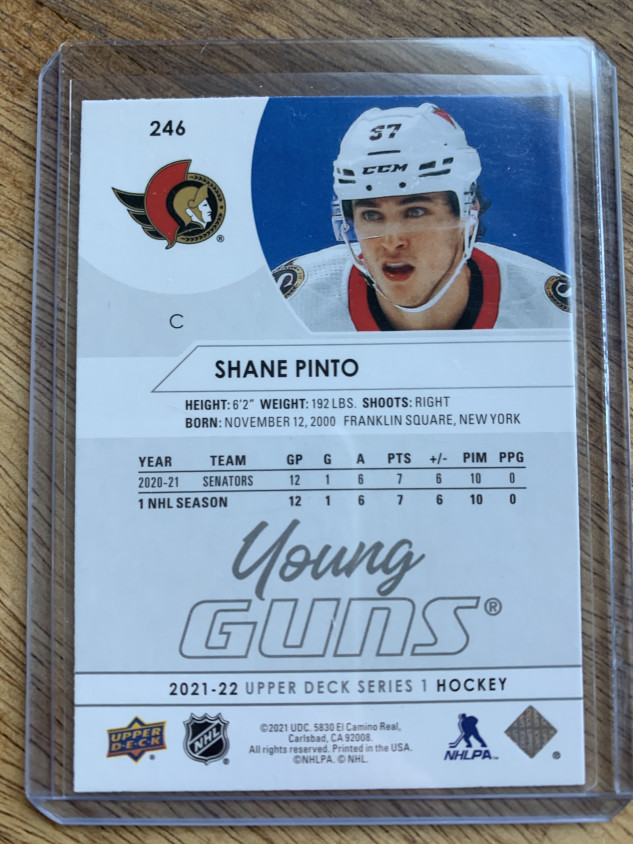 246
®
57
CCM
C
SHANE PINTO
HEIGHT: 6'2" WEIGHT: 192 LBS. SHOOTS: RIGHT
BORN: NOVEMBER 12, 2000 FRANKLIN SQUARE, NEW YORK
YEAR TEAM GP G A PTS +/- PIM PPG
2020-21 SENATORS 12 1 6 7 6 10 0
1 NHL SEASON 12 1 6 7 6 10 0
Young
GUNS®
2021-22 UPPER DECK SERIES 1 HOCKEY
UPPER
D·E·C·K
®
NHL
®
©2021 UDC. 5830 El Camino Real,
Carlsbad, CA 92008.
All rights reserved. Printed in the USA.
©NHLPA. © NHL.
NHLPA™
®